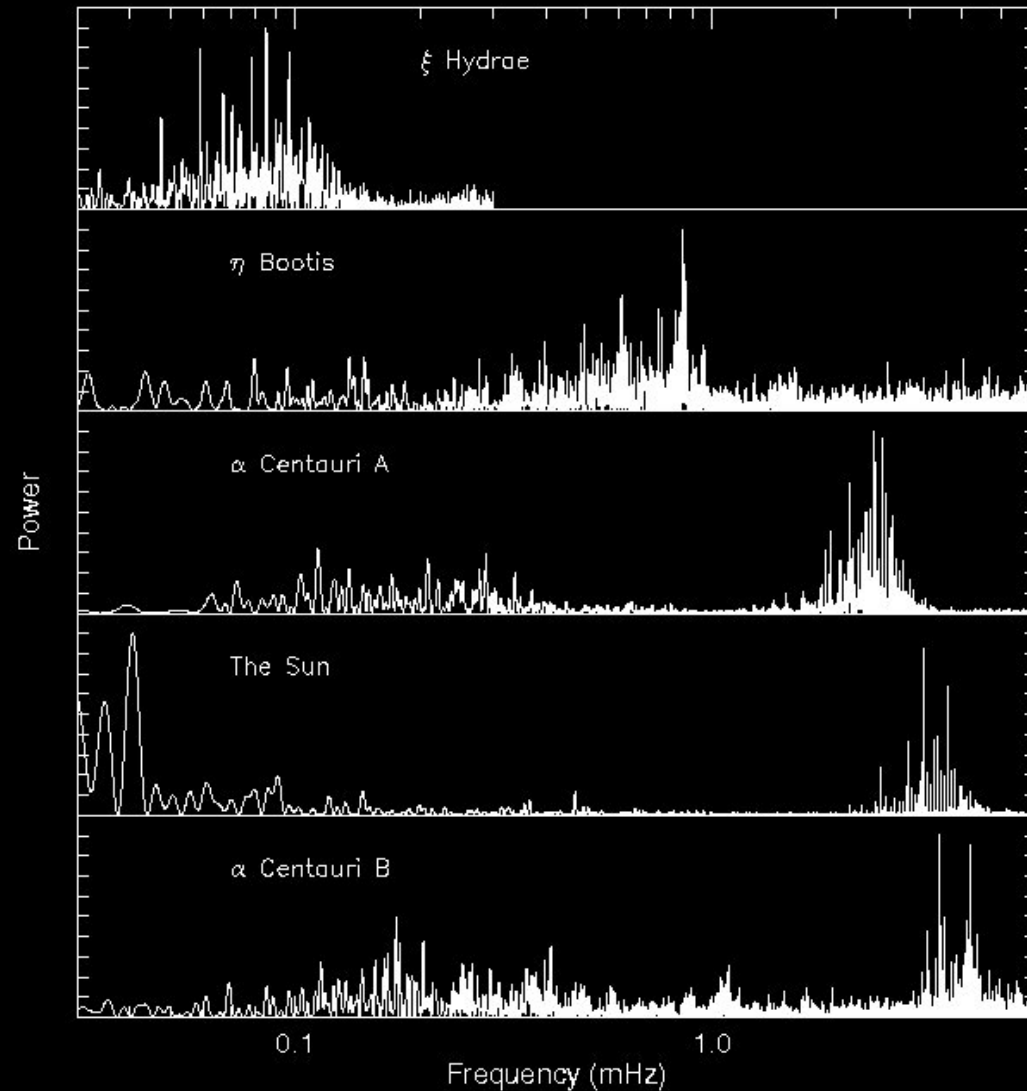 ξ Hydrae
η Bootis
α Centauri A
Power
The Sun
α Centauri B
0.1 1.0
Frequency (mHz)